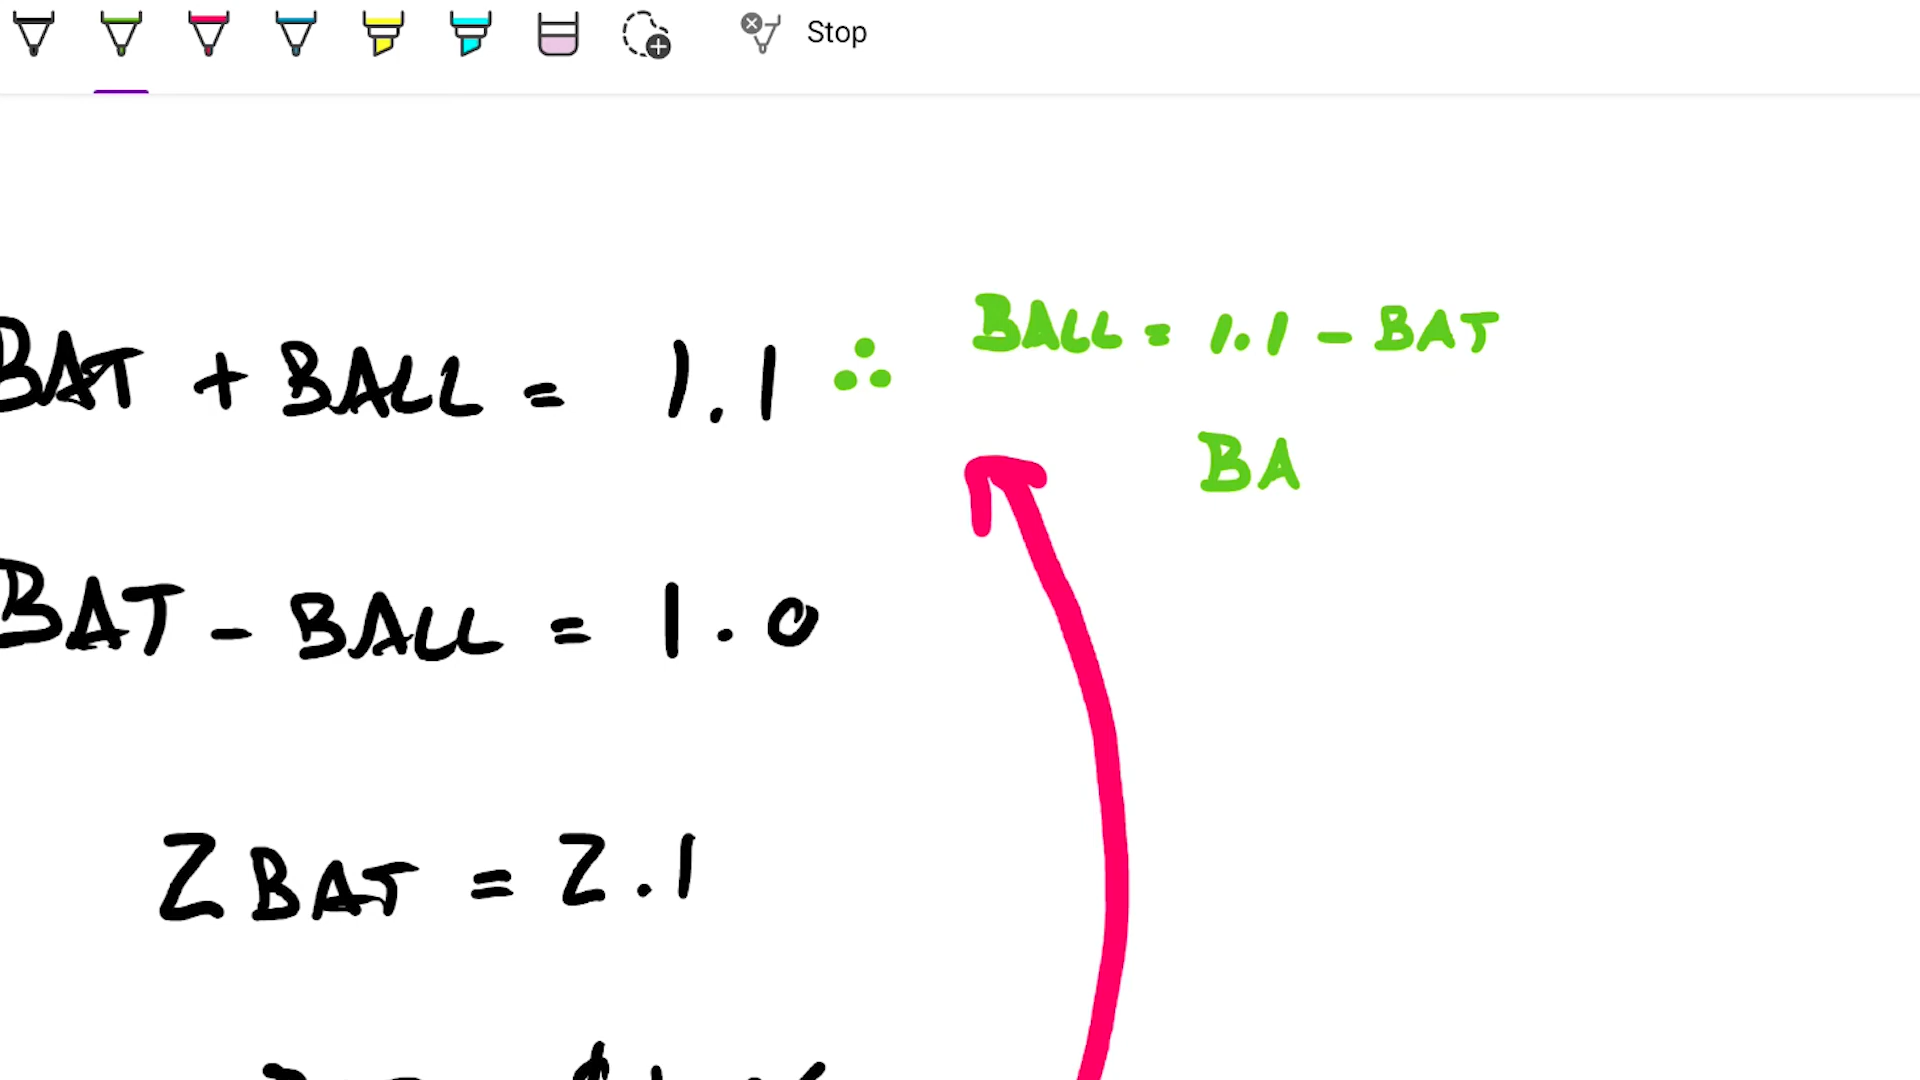 Stop
BAT + BALL = 1.1 ∴ BALL = 1.1 - BAT
BA
BAT - BALL = 1.0
2 BAT = 2.1